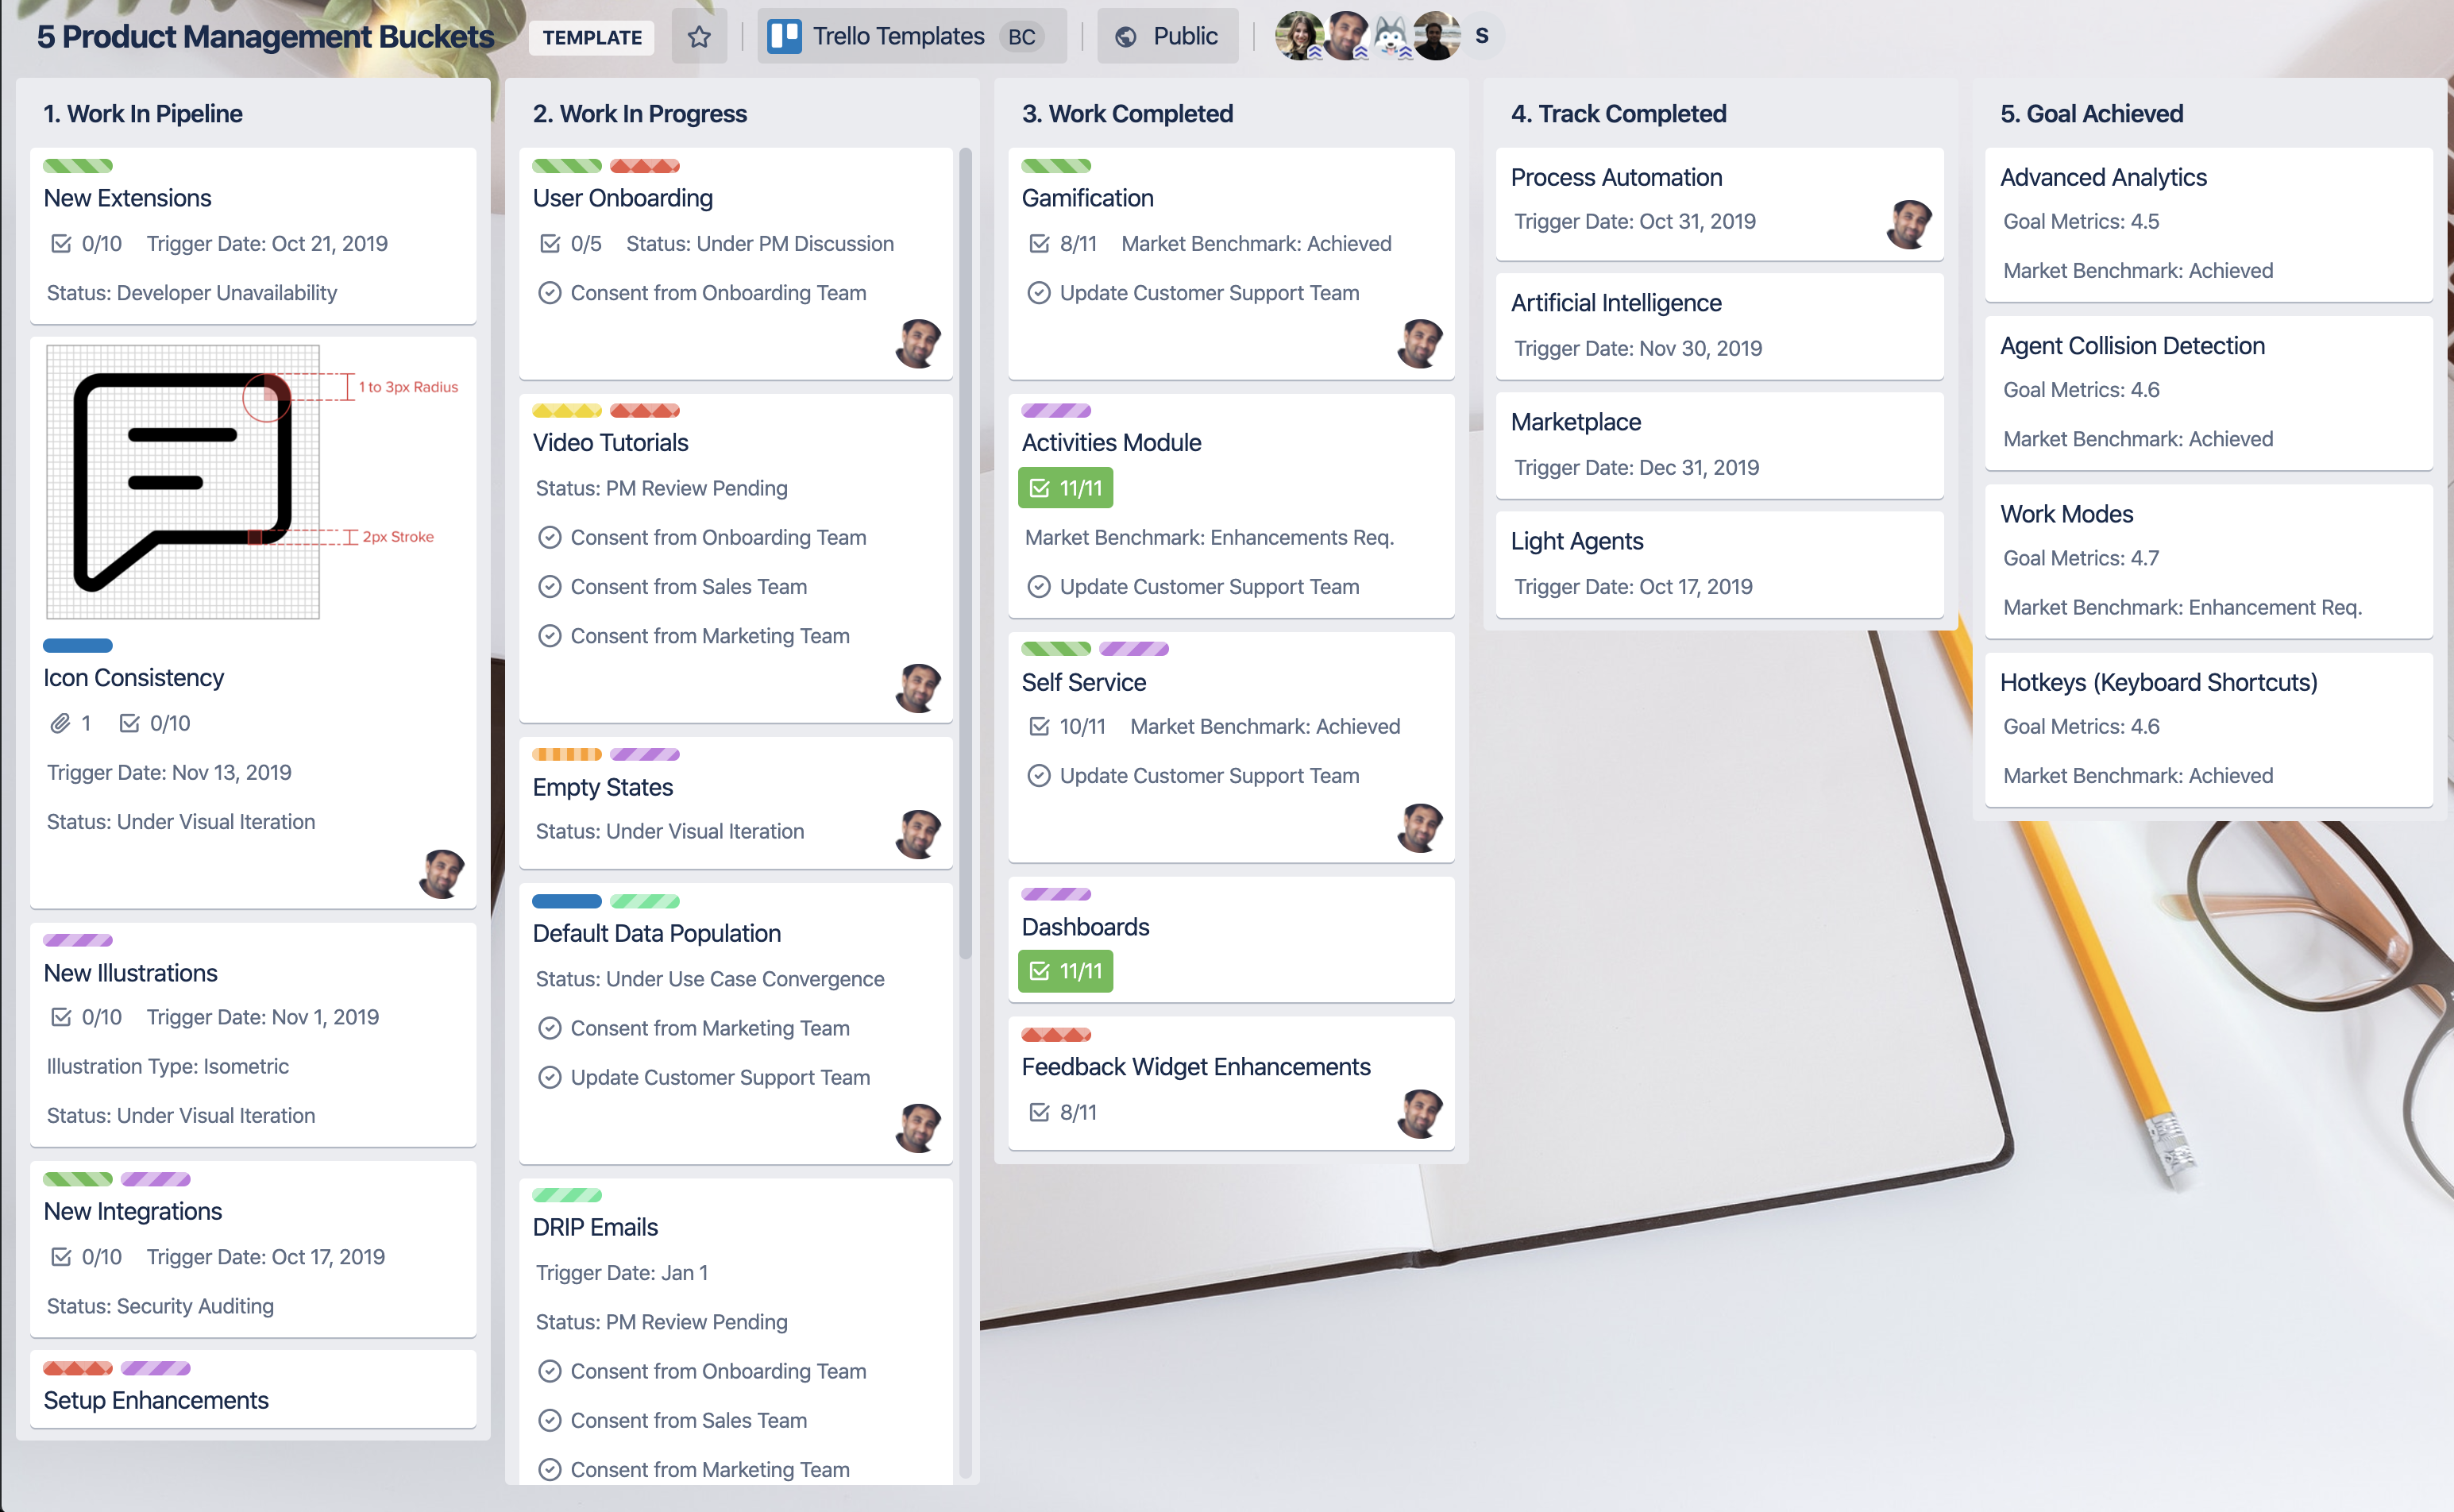 5 Product Management Buckets
TEMPLATE
Trello Templates BC
Public
S
1. Work In Pipeline
New Extensions
0/10 Trigger Date: Oct 21, 2019
Status: Developer Unavailability
1 to 3px Radius
2px Stroke
Icon Consistency
1 0/10
Trigger Date: Nov 13, 2019
Status: Under Visual Iteration
New Illustrations
0/10 Trigger Date: Nov 1, 2019
Illustration Type: Isometric
Status: Under Visual Iteration
New Integrations
0/10 Trigger Date: Oct 17, 2019
Status: Security Auditing
Setup Enhancements
2. Work In Progress
User Onboarding
0/5 Status: Under PM Discussion
Consent from Onboarding Team
Video Tutorials
Status: PM Review Pending
Consent from Onboarding Team
Consent from Sales Team
Consent from Marketing Team
Empty States
Status: Under Visual Iteration
Default Data Population
Status: Under Use Case Convergence
Consent from Marketing Team
Update Customer Support Team
DRIP Emails
Trigger Date: Jan 1
Status: PM Review Pending
Consent from Onboarding Team
Consent from Sales Team
Consent from Marketing Team
3. Work Completed
Gamification
8/11 Market Benchmark: Achieved
Update Customer Support Team
Activities Module
11/11
Market Benchmark: Enhancements Req.
Update Customer Support Team
Self Service
10/11 Market Benchmark: Achieved
Update Customer Support Team
Dashboards
11/11
Feedback Widget Enhancements
8/11
4. Track Completed
Process Automation
Trigger Date: Oct 31, 2019
Artificial Intelligence
Trigger Date: Nov 30, 2019
Marketplace
Trigger Date: Dec 31, 2019
Light Agents
Trigger Date: Oct 17, 2019
5. Goal Achieved
Advanced Analytics
Goal Metrics: 4.5
Market Benchmark: Achieved
Agent Collision Detection
Goal Metrics: 4.6
Market Benchmark: Achieved
Work Modes
Goal Metrics: 4.7
Market Benchmark: Enhancement Req.
Hotkeys (Keyboard Shortcuts)
Goal Metrics: 4.6
Market Benchmark: Achieved